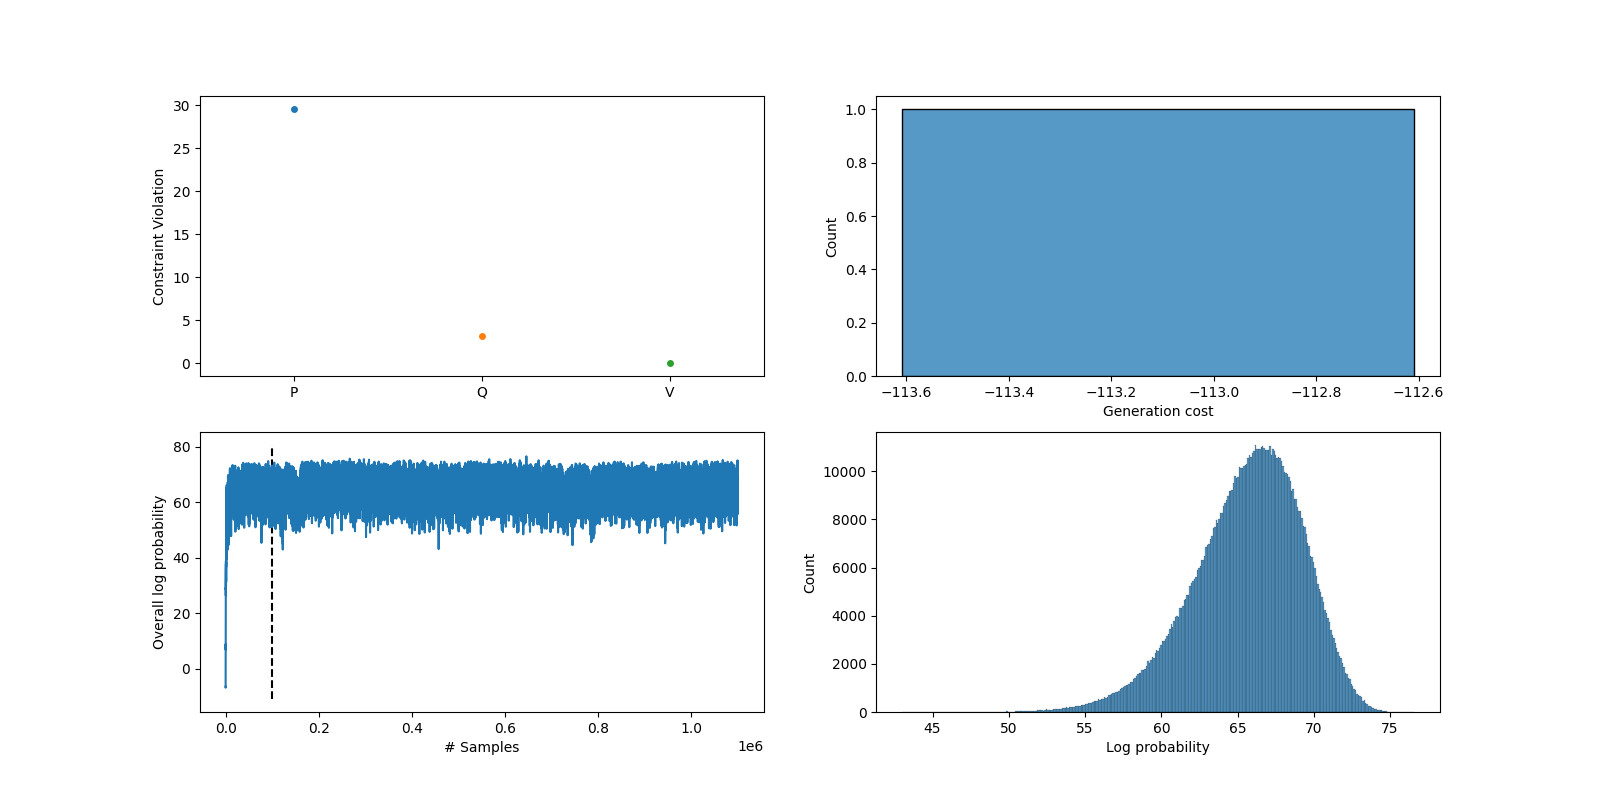 30
25
20
15
10
5
0
Constraint Violation
P Q V
1.0
0.8
0.6
0.4
0.2
0.0
Count
−113.6 −113.4 −113.2 −113.0 −112.8 −112.6
Generation cost
80
60
40
20
0
Overall log probability
0.0 0.2 0.4 0.6 0.8 1.0
1e6
# Samples
10000
8000
6000
4000
2000
0
Count
45 50 55 60 65 70 75
Log probability